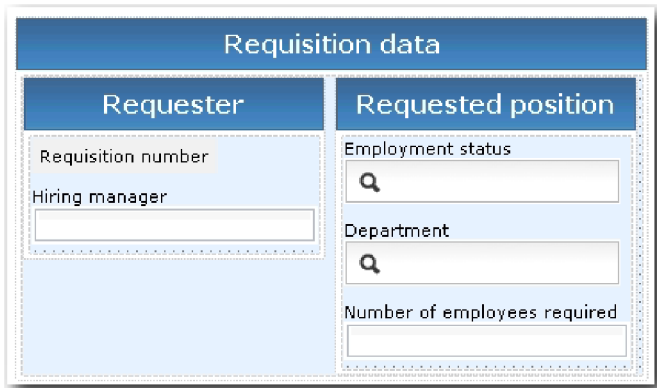 Requisition data
Requester
Requisition number
Hiring manager
Requested position
Employment status
Department
Number of employees required